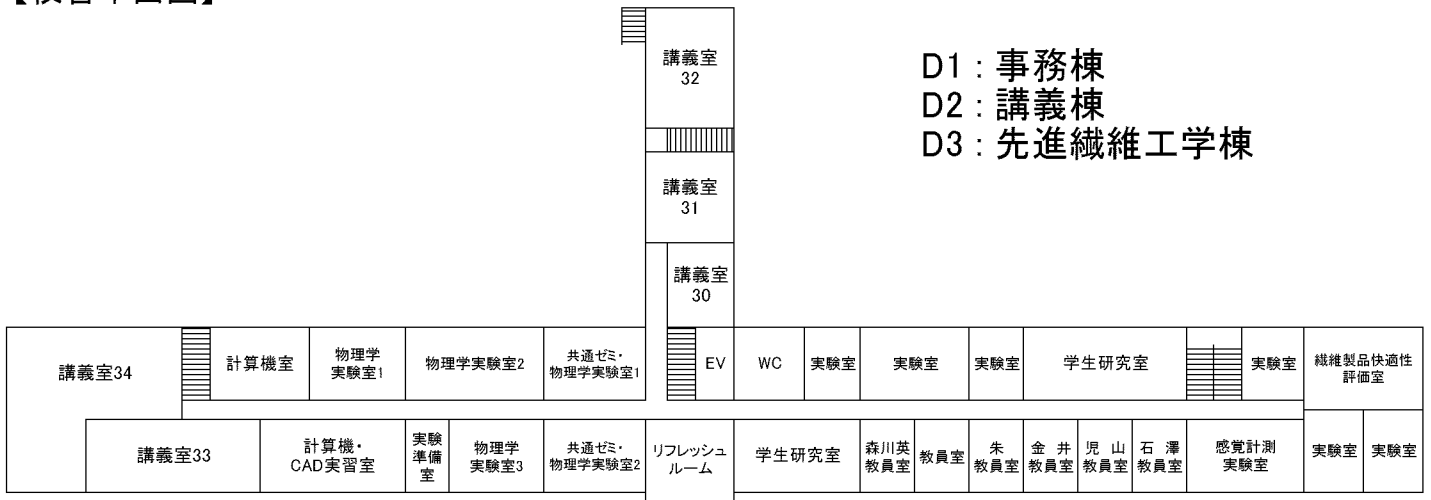 講義室
32
D1：事務棟
D2：講義棟
D3：先進繊維工学棟
講義室
31
講義室
30
講義室34
計算機室
物理学
実験室1
物理学実験室2
共通ゼミ・
物理学実験室1
EV
WC
実験室
実験室
実験室
学生研究室
実験室
繊維製品快適性
評価室
講義室33
計算機・
CAD実習室
実験
準備
室
物理学
実験室3
共通ゼミ・
物理学実験室2
リフレッシュ
ルーム
学生研究室
森川英
教員室
教員室
朱
教員室
金井
教員室
児山
教員室
石澤
教員室
感覚計測
実験室
実験室
実験室